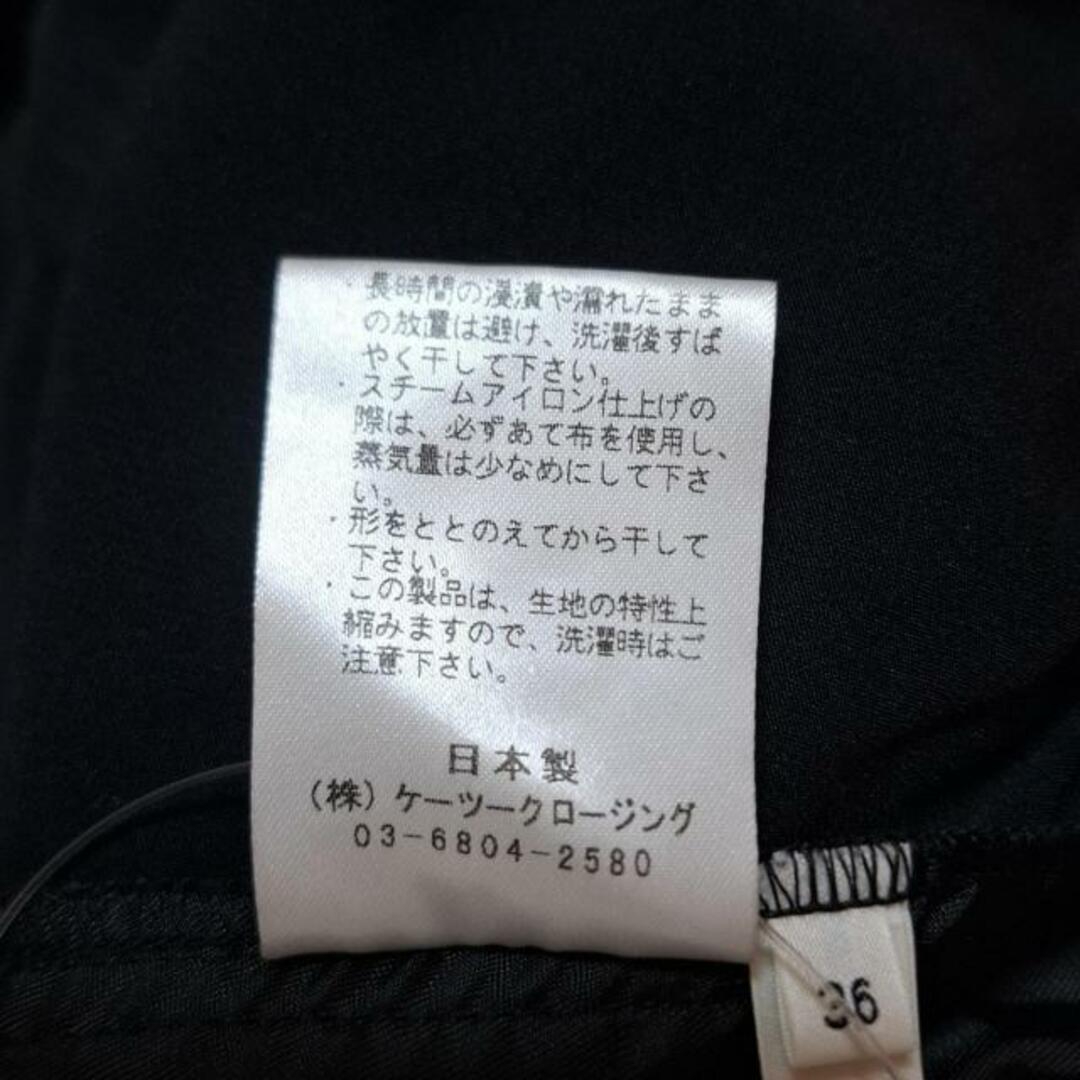 ・長時間の浸漬や濡れたまま
の放置は避け、洗濯後すば
やく干して下さい。
・スチームアイロン仕上げの
際は、必ずあて布を使用し、
蒸気量は少なめにして下さ
い。
・形をととのえてから干して
下さい。
・この製品は、生地の特性上
縮みますので、洗濯時はご
注意下さい。
日本製
(株)ケーツークロージング
03-6804-2580
36